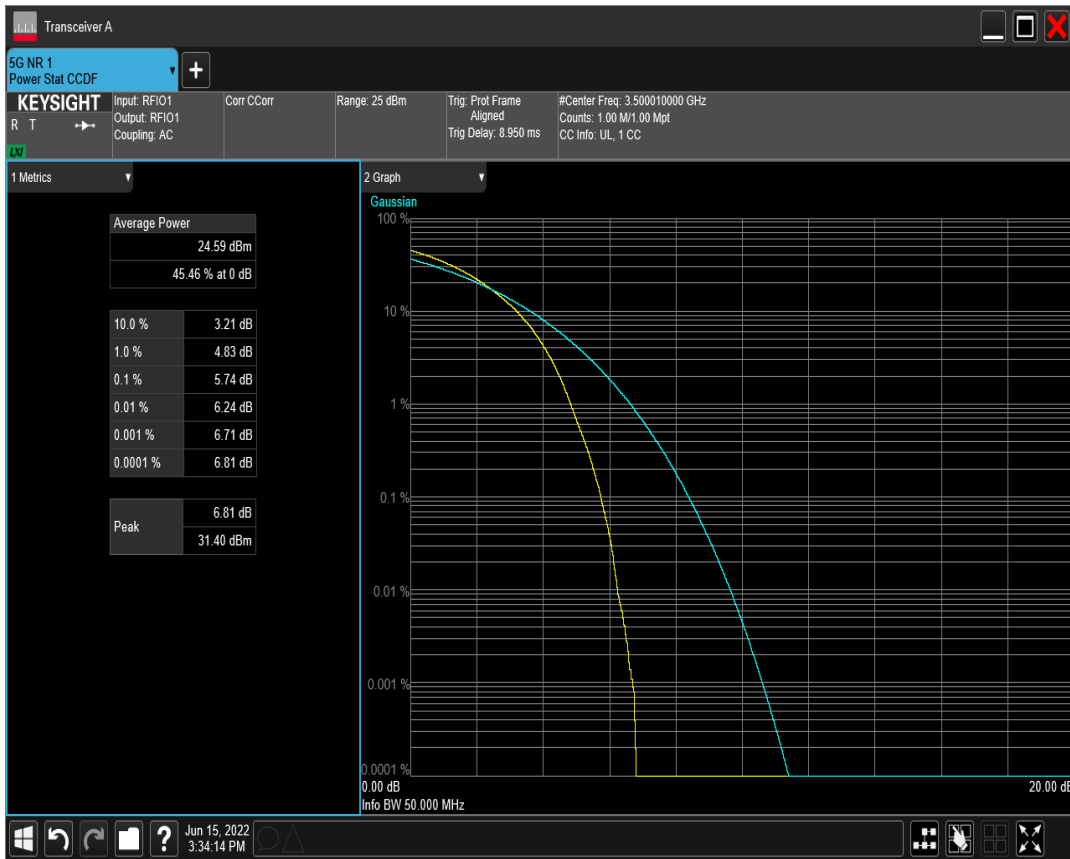 Transceiver A
5G NR 1
Power Stat CCDF
+
KEYSIGHT
R T
LXI
Input: RFIO1
Output: RFIO1
Coupling: AC
Corr CCorr
Range: 25 dBm
Trig: Prot Frame
Aligned
Trig Delay: 8.950 ms
#Center Freq: 3.500010000 GHz
Counts: 1.00 M/1.00 Mpt
CC Info: UL, 1 CC
1 Metrics
Average Power
24.59 dBm
45.46 % at 0 dB
10.0 % 3.21 dB
1.0 % 4.83 dB
0.1 % 5.74 dB
0.01 % 6.24 dB
0.001 % 6.71 dB
0.0001 % 6.81 dB
Peak
6.81 dB
31.40 dBm
2 Graph
Gaussian
100 %
10 %
1 %
0.1 %
0.01 %
0.001 %
0.0001 %
0.00 dB 20.00 dB
Info BW 50.000 MHz
?
Jun 15, 2022
3:34:14 PM